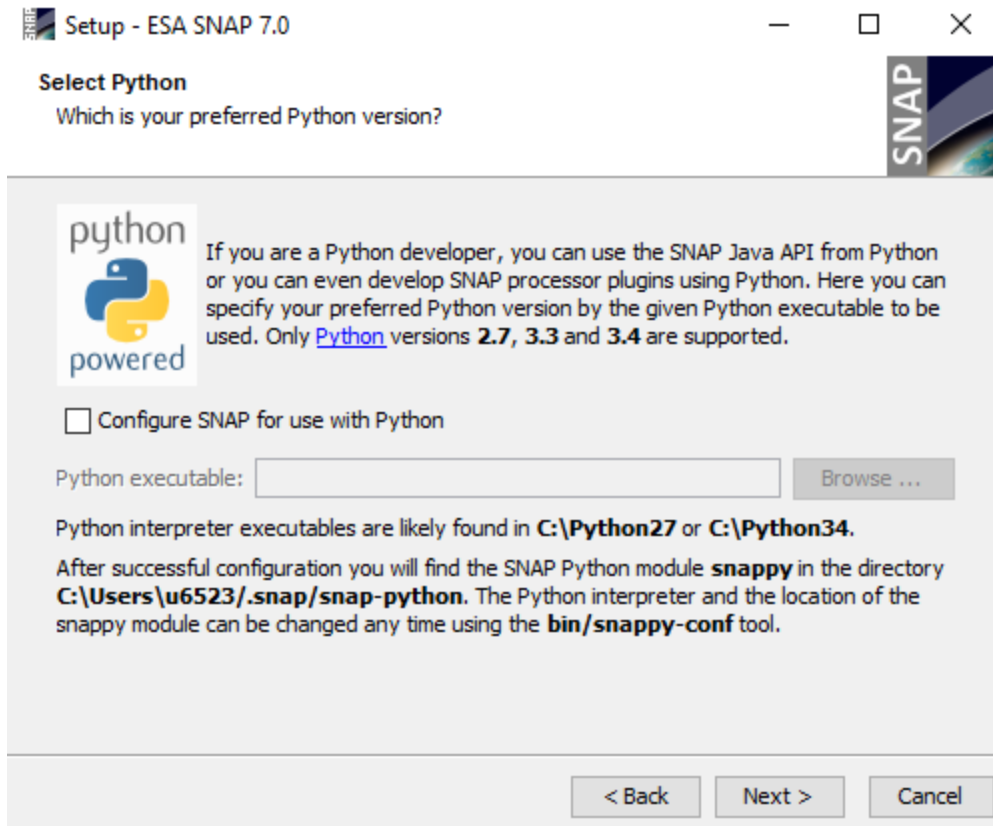 SNAP Setup - ESA SNAP 7.0
Select Python
Which is your preferred Python version?
SNAP
python
powered
If you are a Python developer, you can use the SNAP Java API from Python
or you can even develop SNAP processor plugins using Python. Here you can
specify your preferred Python version by the given Python executable to be
used. Only Python versions 2.7, 3.3 and 3.4 are supported.
Configure SNAP for use with Python
Python executable: Browse ...
Python interpreter executables are likely found in C:\Python27 or C:\Python34.
After successful configuration you will find the SNAP Python module snappy in the directory
C:\Users\u6523/.snap/snap-python. The Python interpreter and the location of the
snappy module can be changed any time using the bin/snappy-conf tool.
< Back Next > Cancel